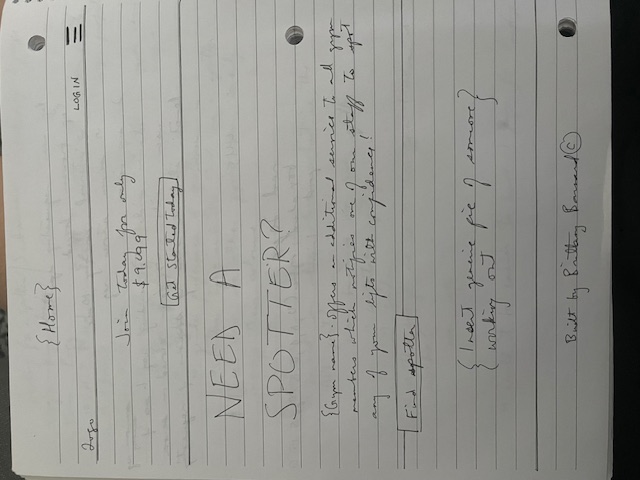 {Home}
LOGIN
Logo
Join today for only
$9.99
Get Started Today
NEED A
SPOTTER?
{Gym name} - offers an additional service to all gym
members which notifies one of our staff to spot
any of your lifts with confidence!
Find spotter
{Insert generic pic of someone}
{working out}
Built by Brittany Barnard ©